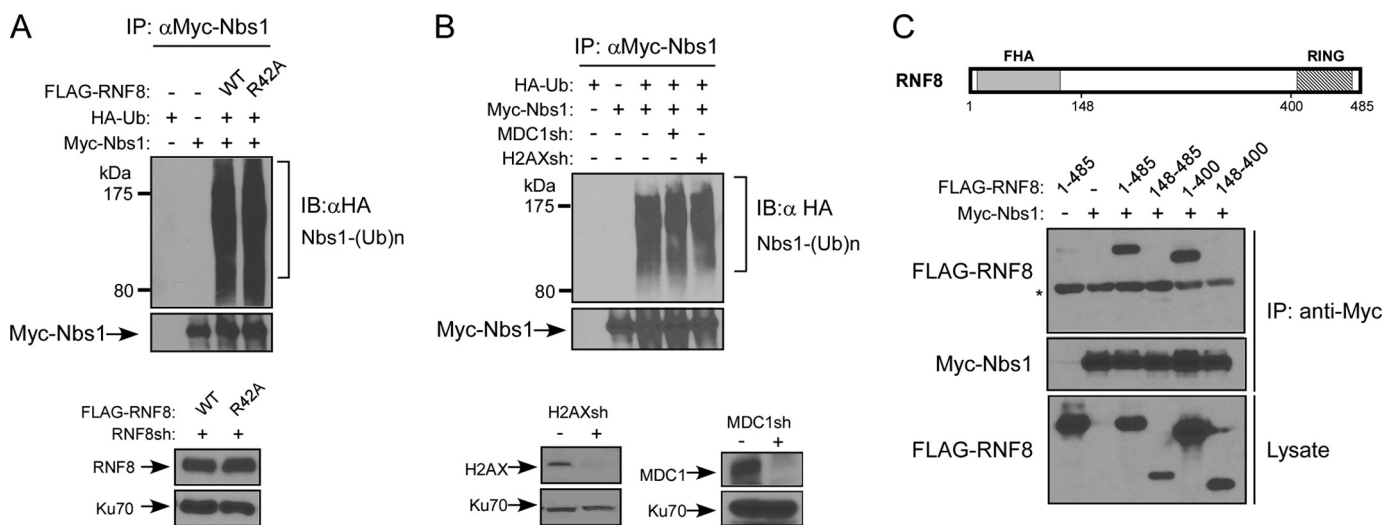 A
IP: αMyc-Nbs1
FLAG-RNF8: - - WT R42A
HA-Ub: + - + +
Myc-Nbs1: - + + +
kDa
175
80
IB:αHA
Nbs1-(Ub)n
Myc-Nbs1
FLAG-RNF8: WT R42A
RNF8sh: + +
RNF8
Ku70
B
IP: αMyc-Nbs1
HA-Ub: + - + + +
Myc-Nbs1: - + + + +
MDC1sh: - - - + -
H2AXsh: - - - - +
kDa
175
80
IB:α HA
Nbs1-(Ub)n
Myc-Nbs1
H2AXsh
- +
H2AX
Ku70
MDC1sh
- +
MDC1
Ku70
C
FHA RING
RNF8
1 148 400 485
FLAG-RNF8: 1-485 - 1-485 148-485 1-400 148-400
Myc-Nbs1: - + + + + +
FLAG-RNF8
*
Myc-Nbs1
IP: anti-Myc
FLAG-RNF8
Lysate